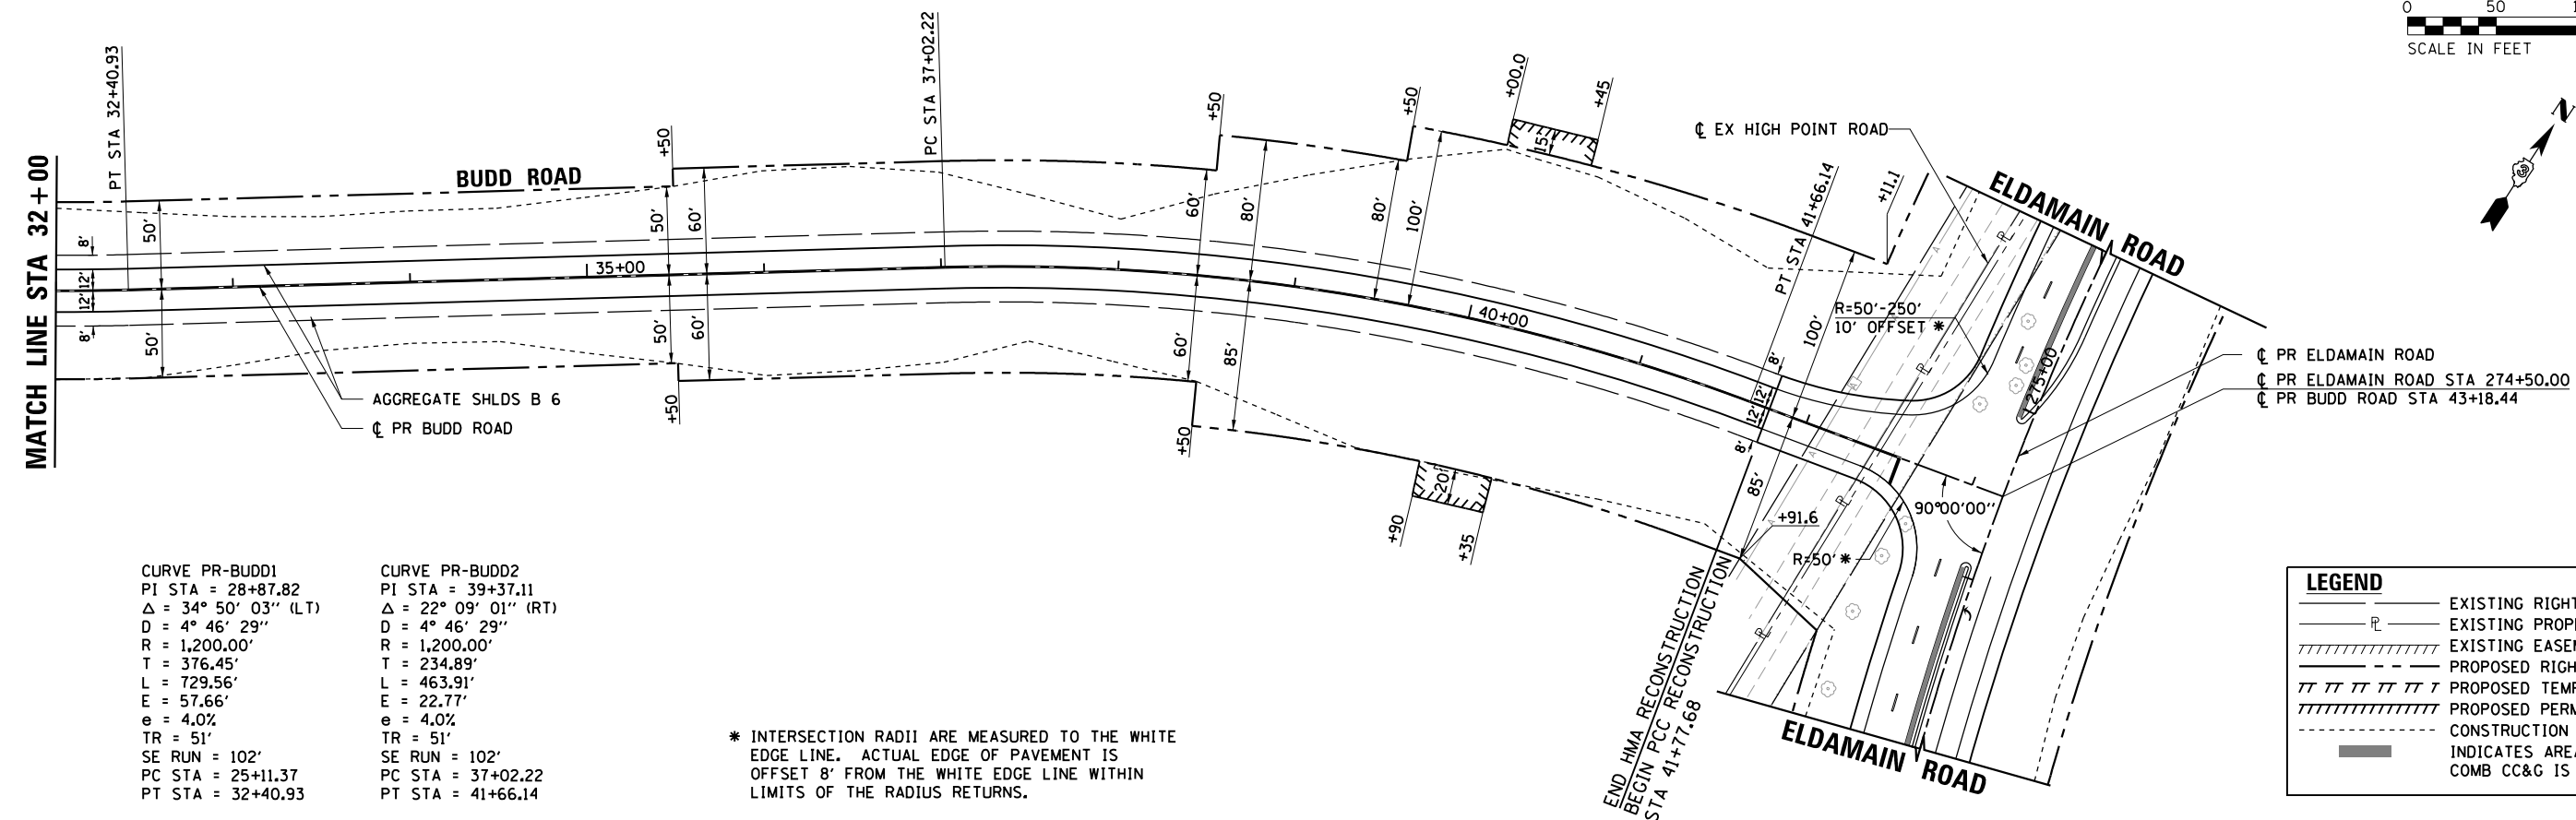 0 50 1
SCALE IN FEET
N
MATCH LINE STA 32+00
PT STA 32+40.93
BUDD ROAD
+50
PC STA 37+02.22
+50
+50
+00.0
+45
15'
℄ EX HIGH POINT ROAD
PT STA 41+66.14
+11.1
ELDAMAIN ROAD
50'
50'
60'
60'
80'
80'
100'
100'
8'
12'
12'
8'
50'
35+00
50'
60'
60'
85'
40+00
R=50'-250'
10' OFFSET *
275+00
8'
12'
12'
8'
85'
AGGREGATE SHLDS B 6
℄ PR BUDD ROAD
+50
+50
20'
+90
+35
+91.6
R=50' *
90°00'00"
℄ PR ELDAMAIN ROAD
℄ PR ELDAMAIN ROAD STA 274+50.00
℄ PR BUDD ROAD STA 43+18.44
P̲L
END HMA RECONSTRUCTION
BEGIN PCC RECONSTRUCTION
STA 41+77.68
ELDAMAIN ROAD
CURVE PR-BUDD1
PI STA = 28+87.82
Δ = 34° 50' 03" (LT)
D = 4° 46' 29"
R = 1,200.00'
T = 376.45'
L = 729.56'
E = 57.66'
e = 4.0%
TR = 51'
SE RUN = 102'
PC STA = 25+11.37
PT STA = 32+40.93
CURVE PR-BUDD2
PI STA = 39+37.11
Δ = 22° 09' 01" (RT)
D = 4° 46' 29"
R = 1,200.00'
T = 234.89'
L = 463.91'
E = 22.77'
e = 4.0%
TR = 51'
SE RUN = 102'
PC STA = 37+02.22
PT STA = 41+66.14
* INTERSECTION RADII ARE MEASURED TO THE WHITE
EDGE LINE. ACTUAL EDGE OF PAVEMENT IS
OFFSET 8' FROM THE WHITE EDGE LINE WITHIN
LIMITS OF THE RADIUS RETURNS.
LEGEND
EXISTING RIGHT
PL EXISTING PROP
EXISTING EASE
PROPOSED RIGH
PROPOSED TEM
PROPOSED PERM
CONSTRUCTION
INDICATES ARE
COMB CC&G IS